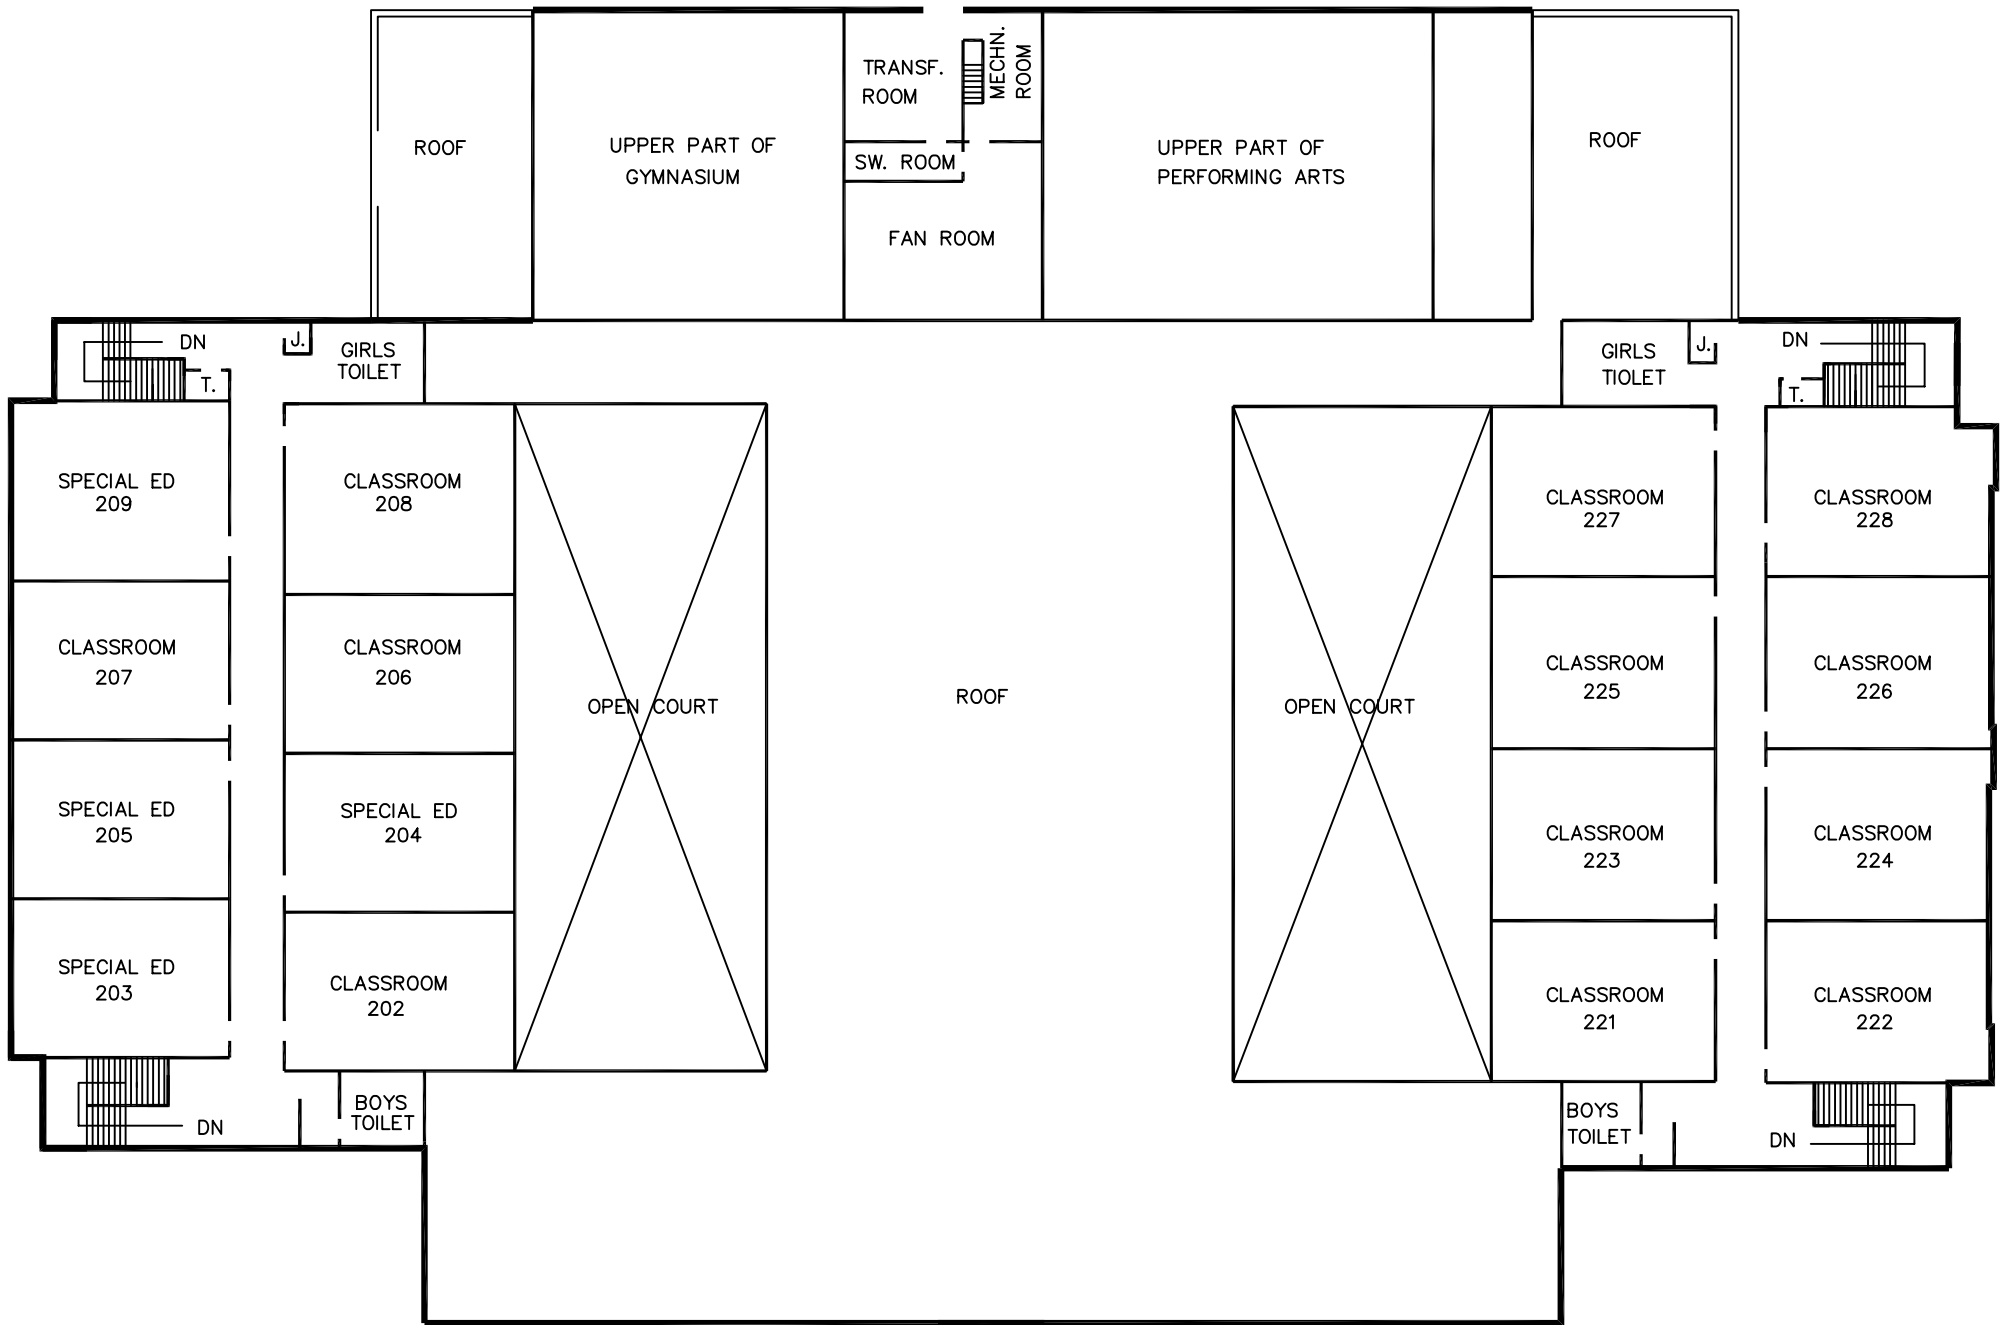 TRANSF.
ROOM
MECHN.
ROOM
ROOF
UPPER PART OF
GYMNASIUM
SW. ROOM
FAN ROOM
UPPER PART OF
PERFORMING ARTS
ROOF
DN
J.
GIRLS
TOILET
T.
GIRLS
TIOLET
J.
DN
T.
SPECIAL ED
209
CLASSROOM
208
CLASSROOM
227
CLASSROOM
228
CLASSROOM
207
CLASSROOM
206
OPEN COURT
ROOF
OPEN COURT
CLASSROOM
225
CLASSROOM
226
SPECIAL ED
205
SPECIAL ED
204
CLASSROOM
223
CLASSROOM
224
SPECIAL ED
203
CLASSROOM
202
CLASSROOM
221
CLASSROOM
222
DN
BOYS
TOILET
BOYS
TOILET
DN